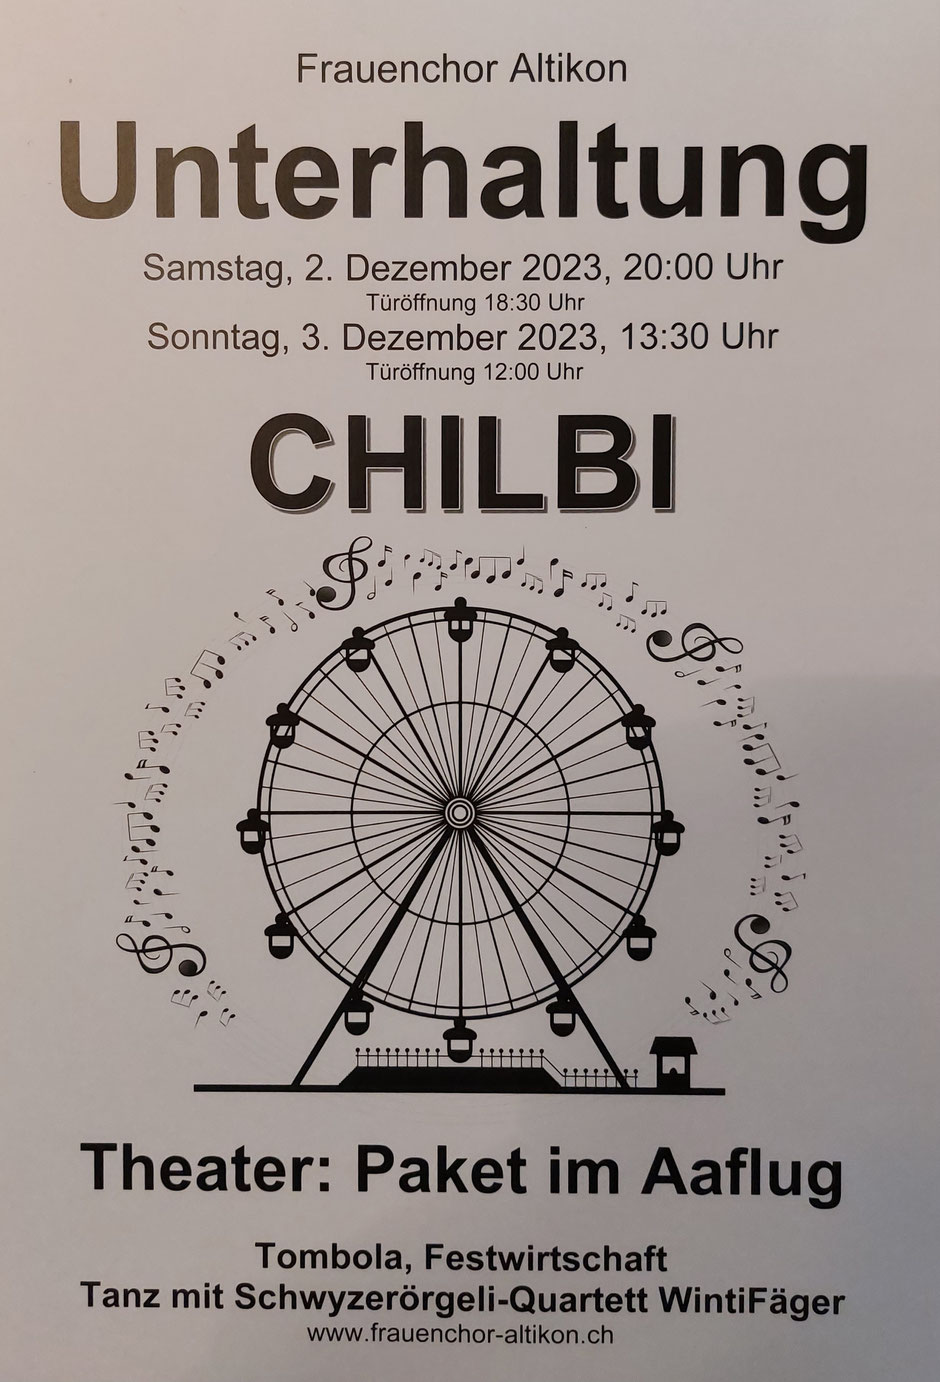 Frauenchor Altikon
Unterhaltung
Samstag, 2. Dezember 2023, 20:00 Uhr
Türöffnung 18:30 Uhr
Sonntag, 3. Dezember 2023, 13:30 Uhr
Türöffnung 12:00 Uhr
CHILBI
Theater: Paket im Aaflug
Tombola, Festwirtschaft
Tanz mit Schwyzerörgeli-Quartett WintiFäger
www.frauenchor-altikon.ch